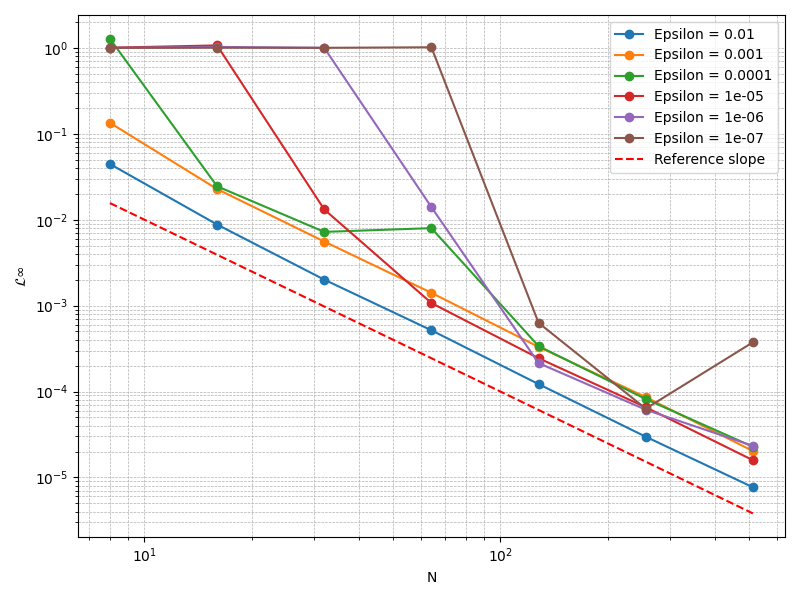 10⁰
10⁻¹
10⁻²
10⁻³
10⁻⁴
10⁻⁵
ℒ∞
10¹
10²
N
Epsilon = 0.01
Epsilon = 0.001
Epsilon = 0.0001
Epsilon = 1e-05
Epsilon = 1e-06
Epsilon = 1e-07
Reference slope